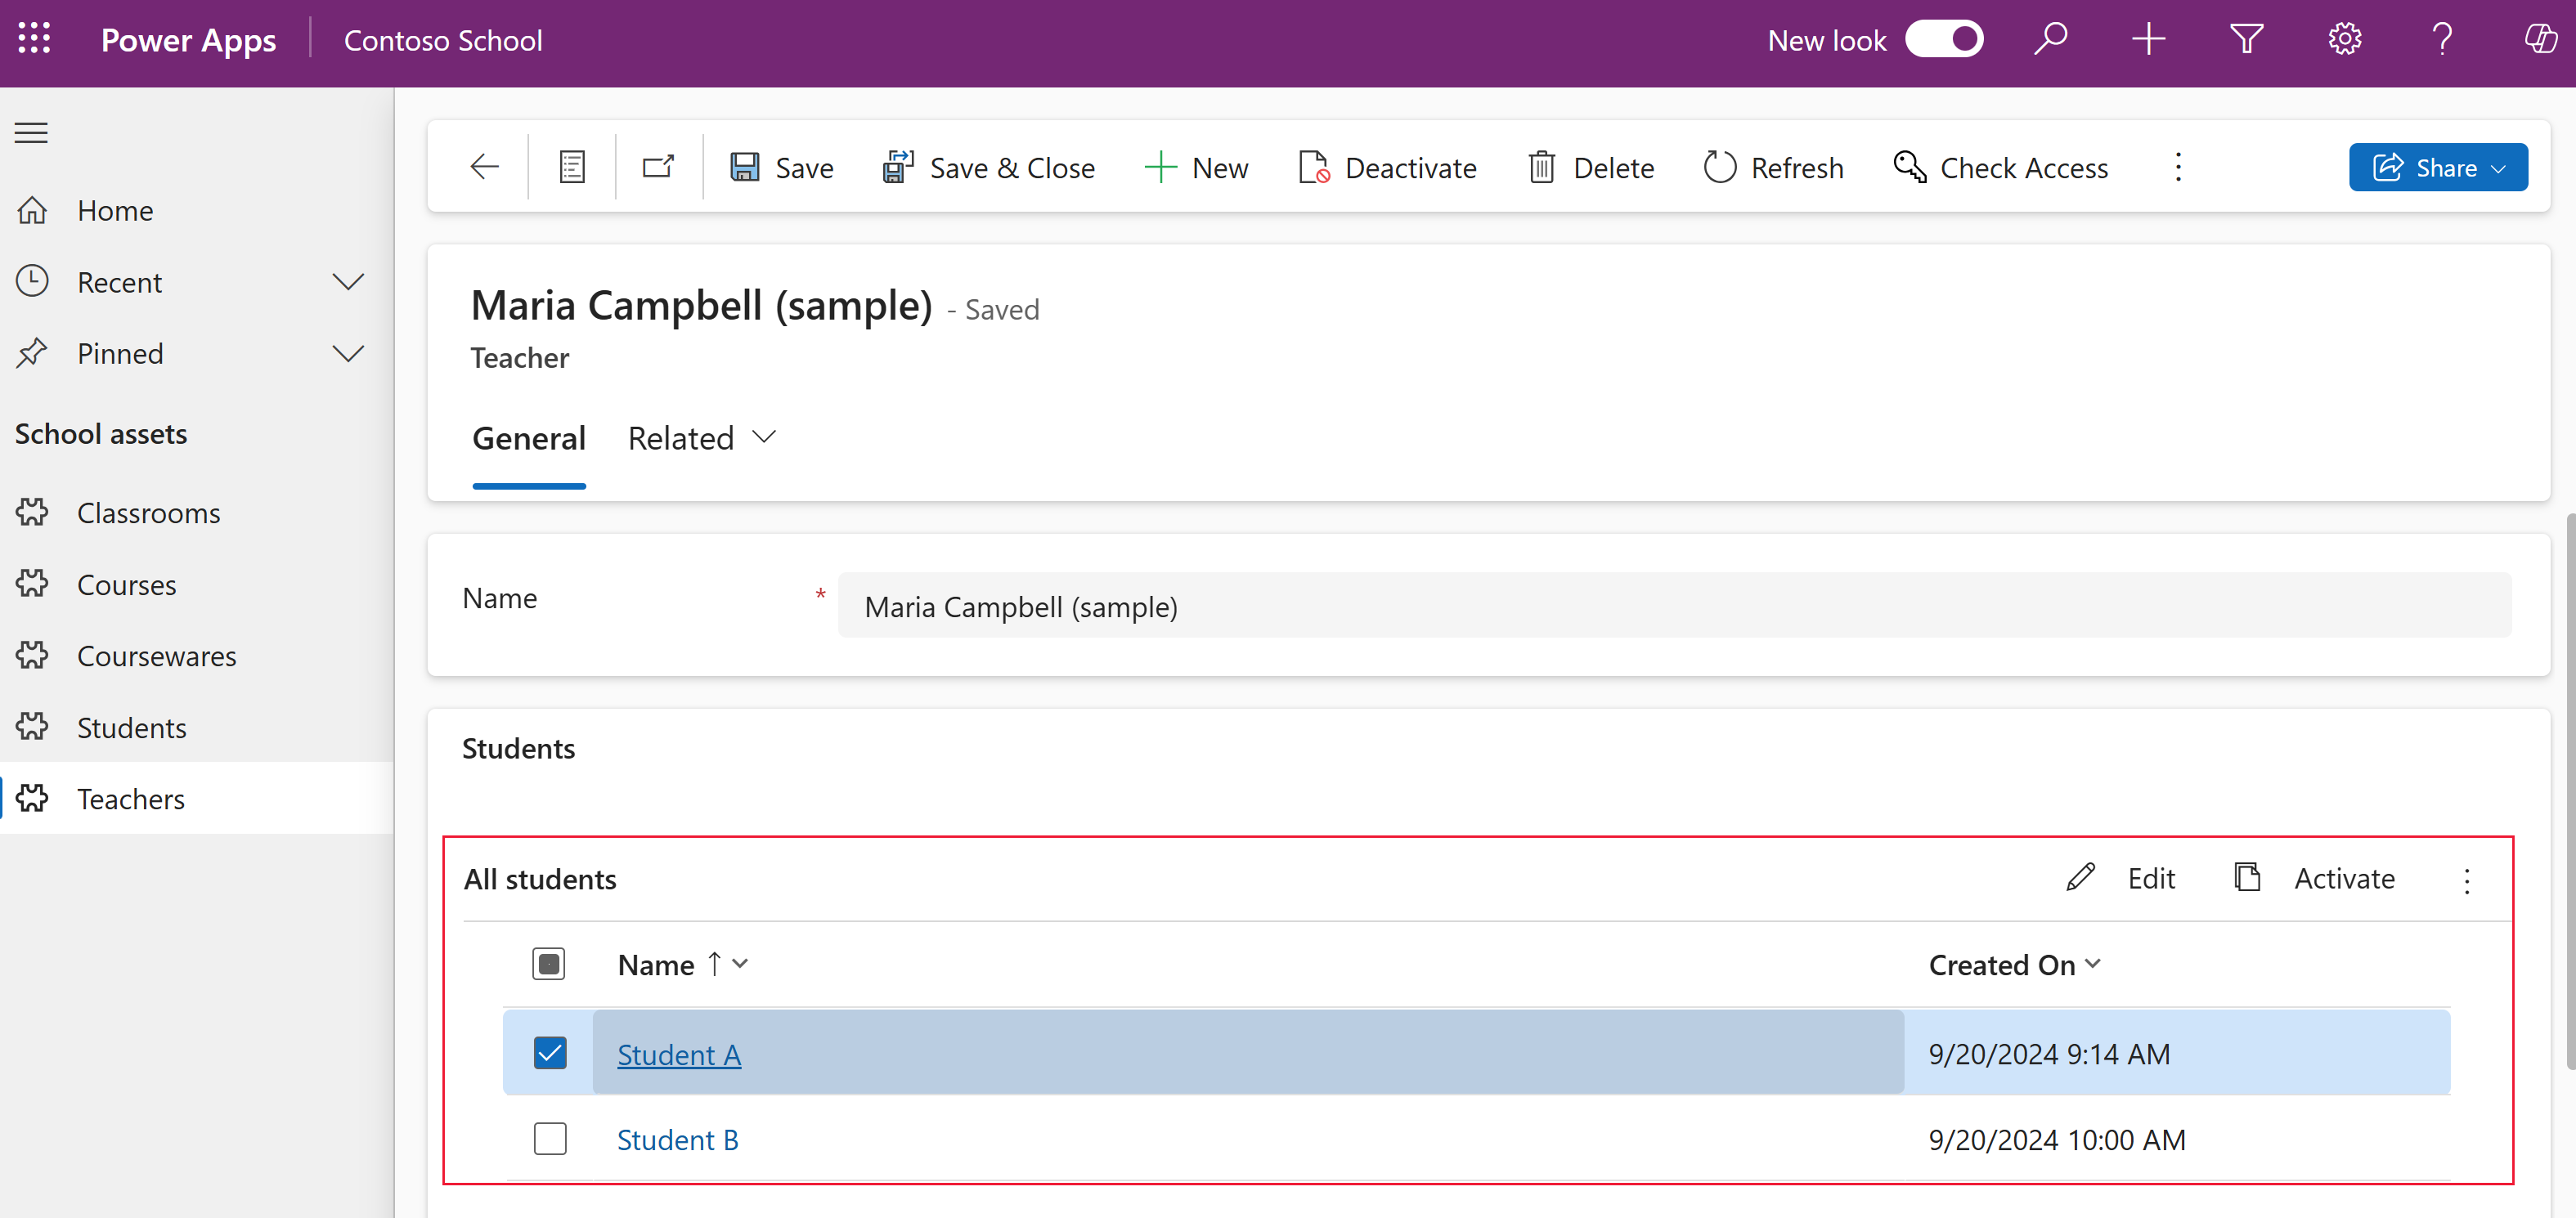 Power Apps Contoso School New look
Save Save & Close New Deactivate Delete Refresh Check Access Share
Home
Recent
Pinned
School assets
Classrooms
Courses
Coursewares
Students
Teachers
Maria Campbell (sample) - Saved
Teacher
General Related
Name * Maria Campbell (sample)
Students
All students Edit Activate
Name Created On
Student A 9/20/2024 9:14 AM
Student B 9/20/2024 10:00 AM